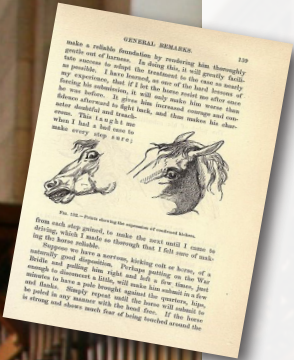 GENERAL REMARKS.
139
make a reliable foundation by rendering him thoroughly
gentle out of harness. In doing this, it will greatly facili-
tate success to adapt the treatment to the case as nearly
as possible. I have learned, as one of the hard lessons of
my experience, that if I let the horse resist me after once
forcing his submission, it will only make him worse than
he was before. It gives him increased courage and con-
fidence afterward to fight back, and thus makes his char-
acter doubtful and treach-
erous. This taught me
when I had a bad case to
make every step sure;
FIG. 132.—Proofs showing the expression of confirmed kickers.
from each step gained, to make the next until I came to
driving, which I made so thorough that I felt sure of mak-
ing the horse reliable.
Suppose we have a nervous, kicking colt or horse, of a
naturally good disposition. Perhaps putting on the War
Bridle and pulling him right and left a few times, just
enough to disconcert a little, will make him submit in a few
minutes to have a pole brought against the quarters, hips,
and flanks. Simply repeat until the horse will submit to
be poled in any manner with the head free. If the horse
is strong and shows much fear of being touched around the